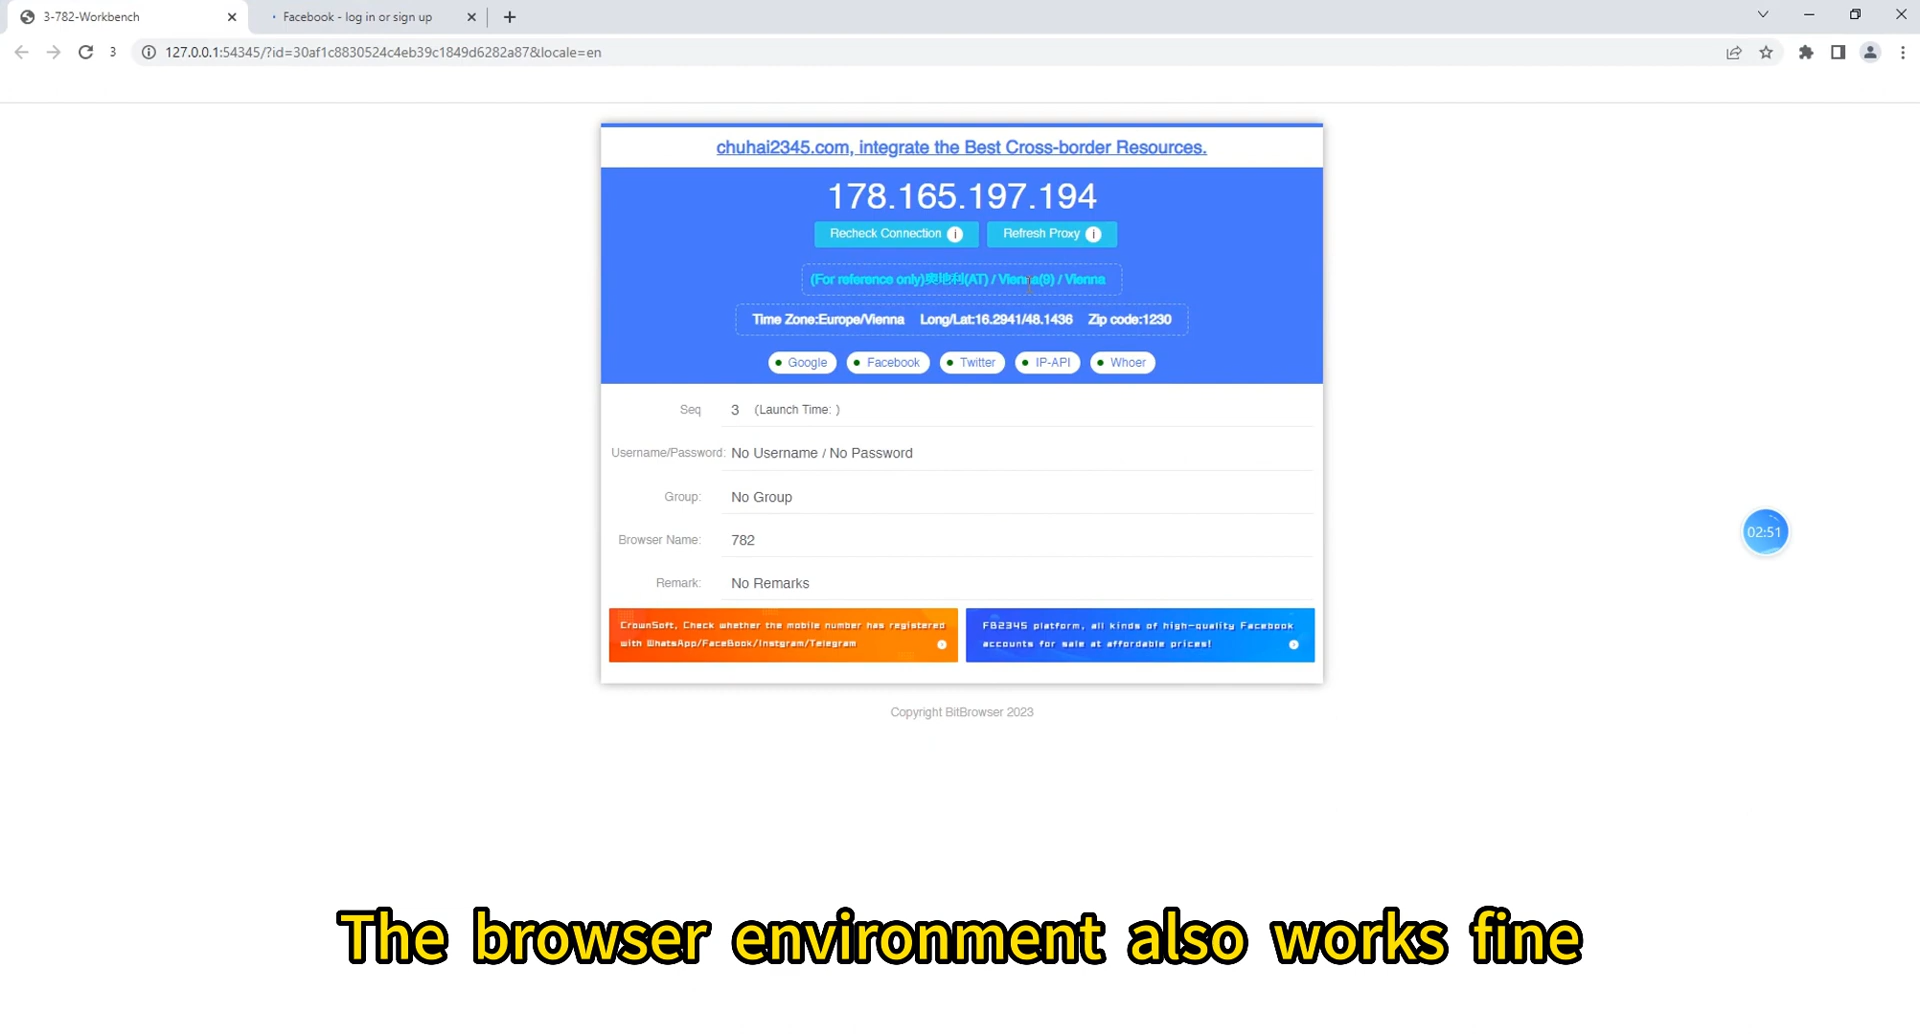 3-782-Workbench
Facebook - log in or sign up
3
127.0.0.1:54345/?id=30af1c8830524c4eb39c1849d6282a87&locale=en
chuhai2345.com, integrate the Best Cross-border Resources.
178.165.197.194
Recheck Connection i
Refresh Proxy i
(For reference only)奥地利(AT) / Vienna(9) / Vienna
Time Zone:Europe/Vienna Long/Lat:16.2941/48.1436 Zip code:1230
Google
Facebook
Twitter
IP-API
Whoer
Seq 3 (Launch Time: )
Username/Password: No Username / No Password
Group: No Group
Browser Name: 782
Remark: No Remarks
CrownSoft, Check whether the mobile number has registered
with WhatsApp/FaceBook/Instgram/Telegram
FB2345 platform, all kinds of high-quality Facebook
accounts for sale at affordable prices!
02:51
Copyright BitBrowser 2023
The browser environment also works fine